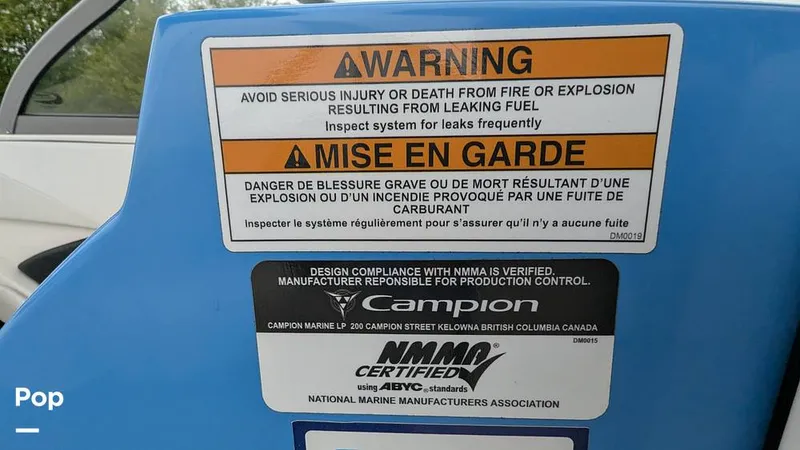 ⚠WARNING
AVOID SERIOUS INJURY OR DEATH FROM FIRE OR EXPLOSION
RESULTING FROM LEAKING FUEL
Inspect system for leaks frequently
⚠MISE EN GARDE
DANGER DE BLESSURE GRAVE OU DE MORT RÉSULTANT D'UNE
EXPLOSION OU D'UN INCENDIE PROVOQUÉ PAR UNE FUITE DE
CARBURANT
Inspecter le système régulièrement pour s'assurer qu'il n'y a aucune fuite
DM0019
DESIGN COMPLIANCE WITH NMMA IS VERIFIED.
MANUFACTURER REPONSIBLE FOR PRODUCTION CONTROL.
Campion
CAMPION MARINE LP 200 CAMPION STREET KELOWNA BRITISH COLUMBIA CANADA
DM0015
NMMA®
CERTIFIED
using ABYC® standards
NATIONAL MARINE MANUFACTURERS ASSOCIATION
Pop